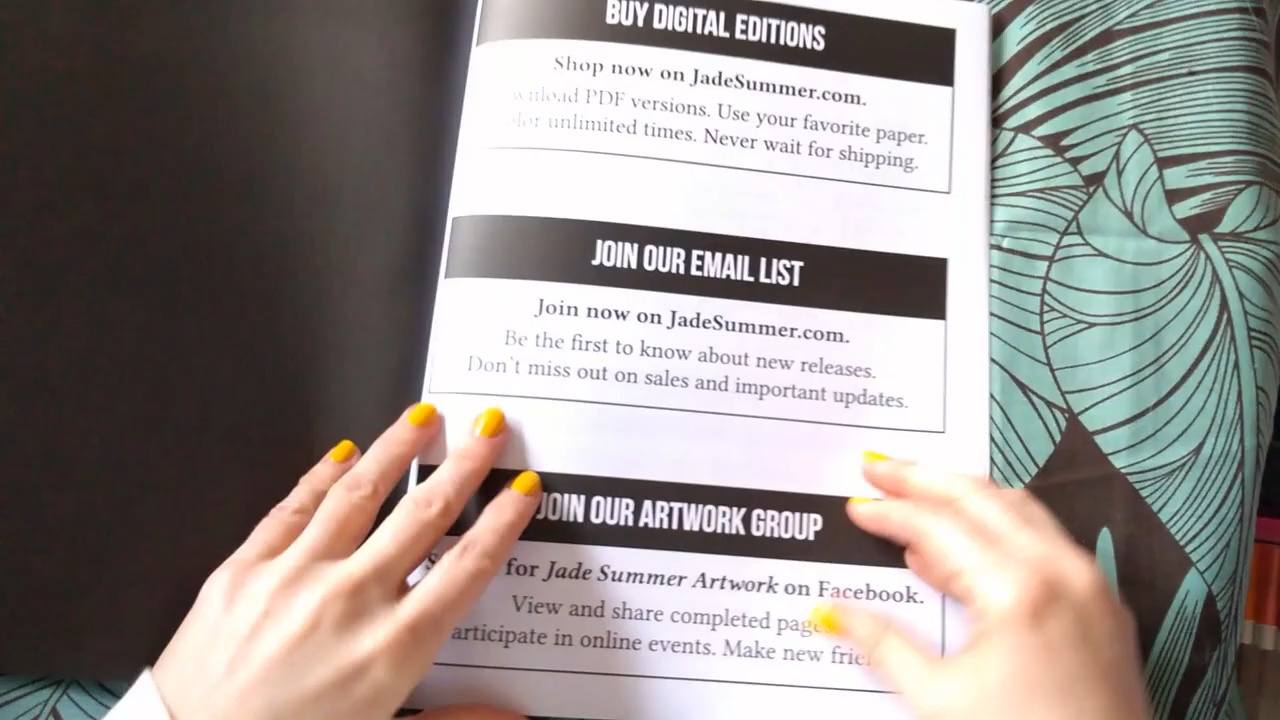 BUY DIGITAL EDITIONS
Shop now on JadeSummer.com.
PDF versions. Use your favorite paper.
unlimited times. Never wait for shipping.
JOIN OUR EMAIL LIST
Join now on JadeSummer.com.
Be the first to know about new releases.
Don't miss out on sales and important updates.
JOIN OUR ARTWORK GROUP
for Jade Summer Artwork on Facebook.
View and share completed
in online events. Make new